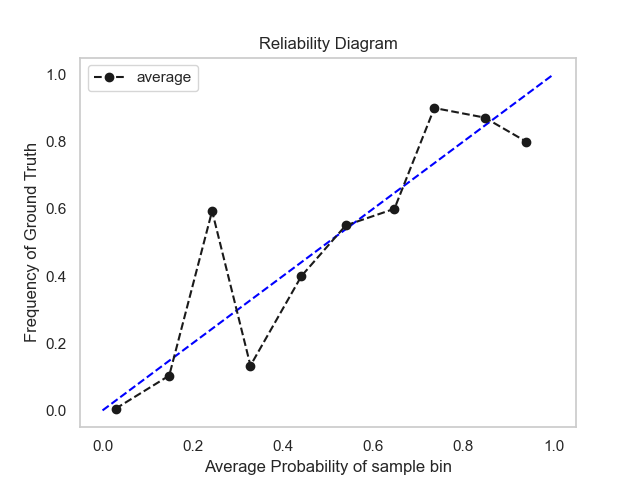 Reliability Diagram
average
1.0
0.8
0.6
0.4
0.2
0.0
Frequency of Ground Truth
0.0 0.2 0.4 0.6 0.8 1.0
Average Probability of sample bin